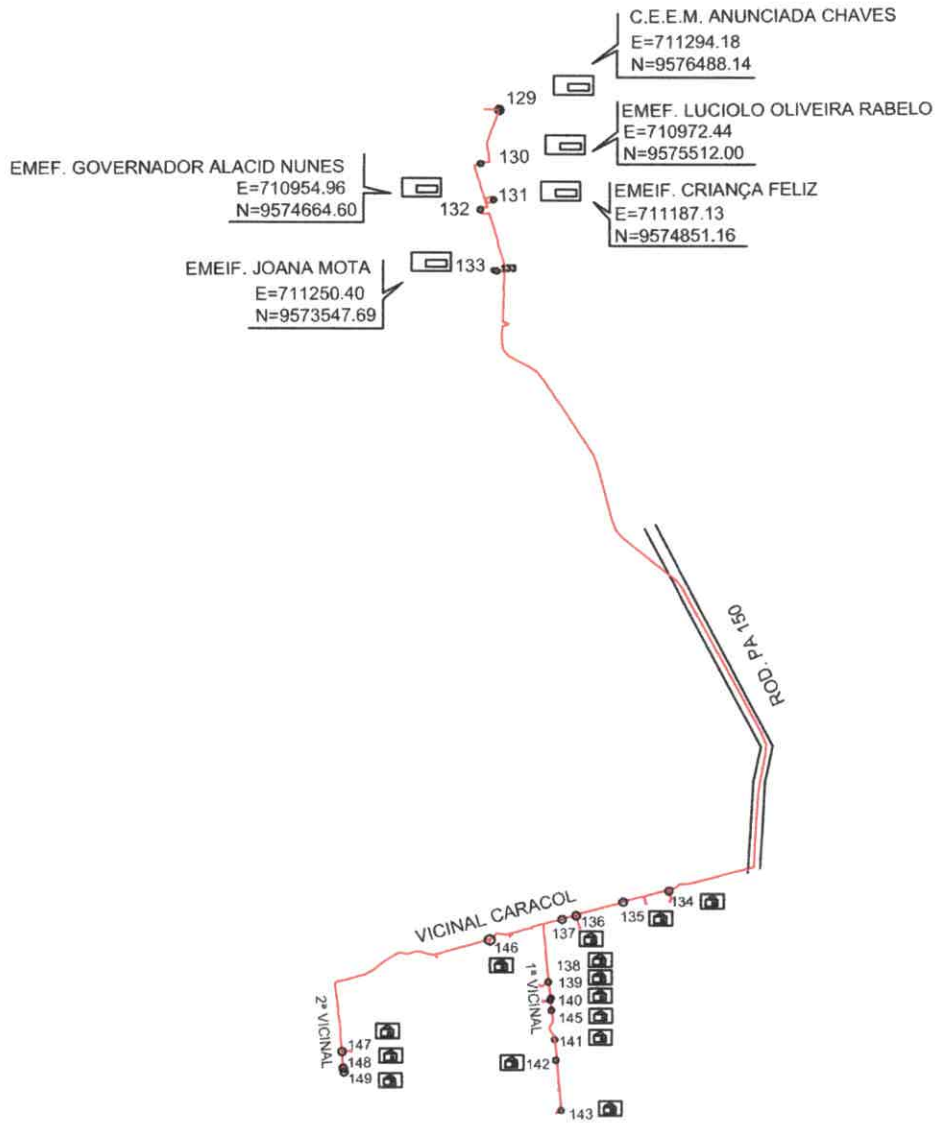 C.E.E.M. ANUNCIADA CHAVES
E=711294.18
N=9576488.14
129
EMEF. LUCIOLO OLIVEIRA RABELO
E=710972.44
N=9575512.00
130
EMEF. GOVERNADOR ALACID NUNES
E=710954.96
N=9574664.60
131
132
EMEIF. CRIANÇA FELIZ
E=711187.13
N=9574851.16
EMEIF. JOANA MOTA
E=711250.40
N=9573547.69
133
133
ROD. PA 150
VICINAL CARACOL
134
135
136
137
146
1ª VICINAL
138
139
140
145
141
142
143
2ª VICINAL
147
148
149